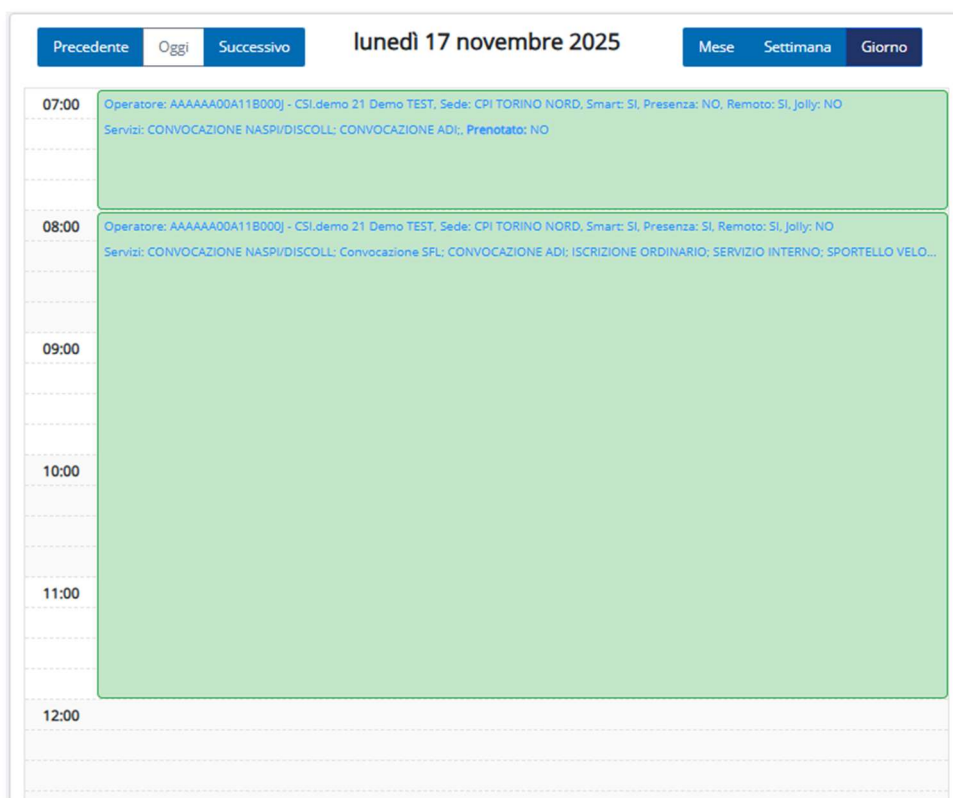 Precedente Oggi Successivo lunedì 17 novembre 2025 Mese Settimana Giorno
07:00 Operatore: AAAAAA00A11B000J - CSI.demo 21 Demo TEST, Sede: CPI TORINO NORD, Smart: SI, Presenza: NO, Remoto: SI, Jolly: NO
Servizi: CONVOCAZIONE NASPI/DISCOLL; CONVOCAZIONE ADI;, Prenotato: NO
08:00 Operatore: AAAAAA00A11B000J - CSI.demo 21 Demo TEST, Sede: CPI TORINO NORD, Smart: SI, Presenza: SI, Remoto: SI, Jolly: NO
Servizi: CONVOCAZIONE NASPI/DISCOLL; Convocazione SFL; CONVOCAZIONE ADI; ISCRIZIONE ORDINARIO; SERVIZIO INTERNO; SPORTELLO VELO...
09:00
10:00
11:00
12:00